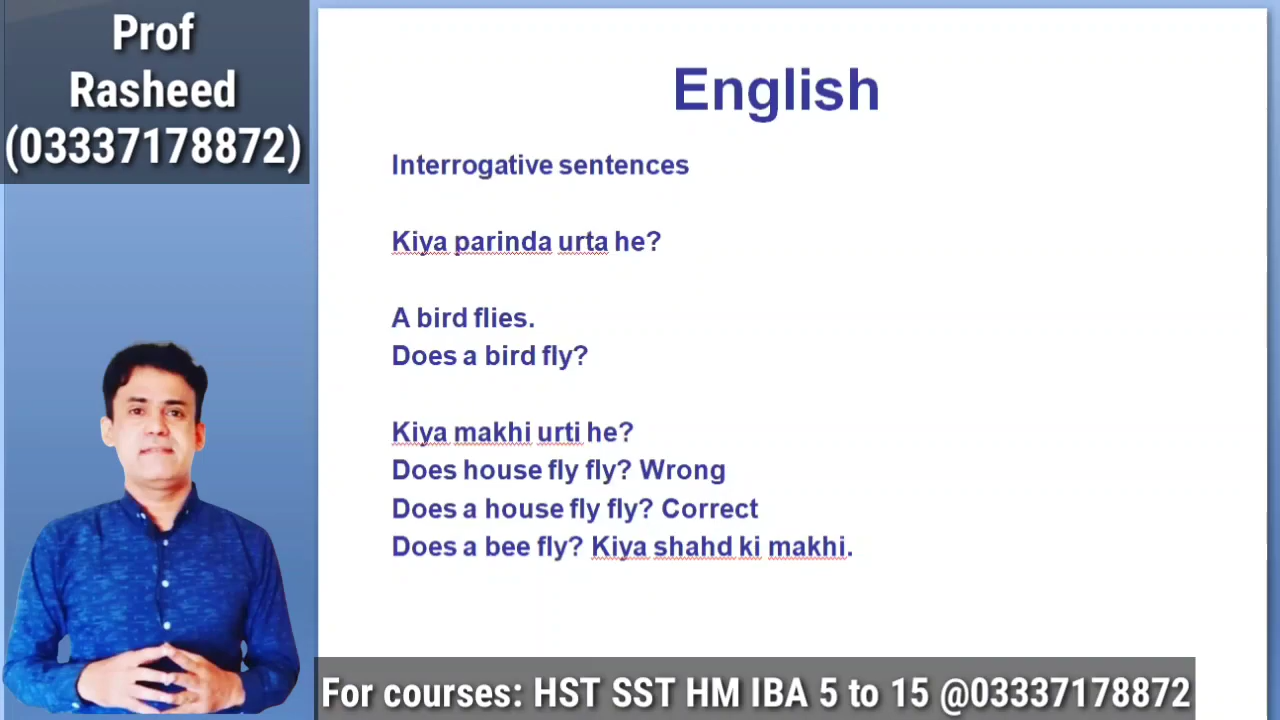 Prof
Rasheed
(03337178872)
English
Interrogative sentences
Kiya parinda urta he?
A bird flies.
Does a bird fly?
Kiya makhi urti he?
Does house fly fly? Wrong
Does a house fly fly? Correct
Does a bee fly? Kiya shahd ki makhi.
For courses: HST SST HM IBA 5 to 15 @03337178872